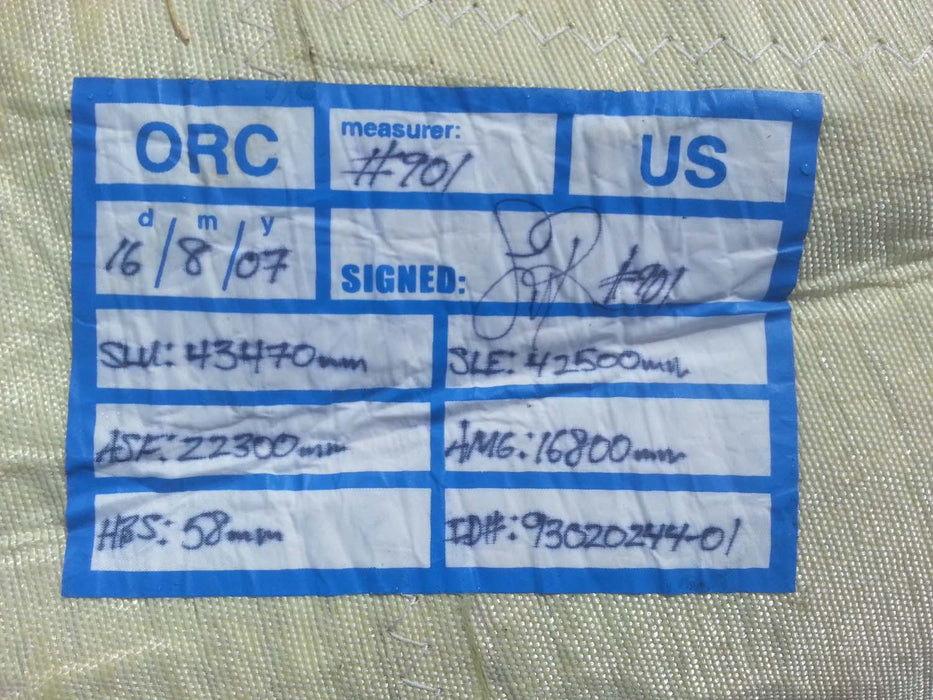 ORC
measurer:
#901
US
d m y
16/8/07
SIGNED: #901
SLU: 43470mm
SLE: 42500mm
ASF: 22300mm
AMG: 16800mm
HBS: 58mm
ID#: 93020244-01